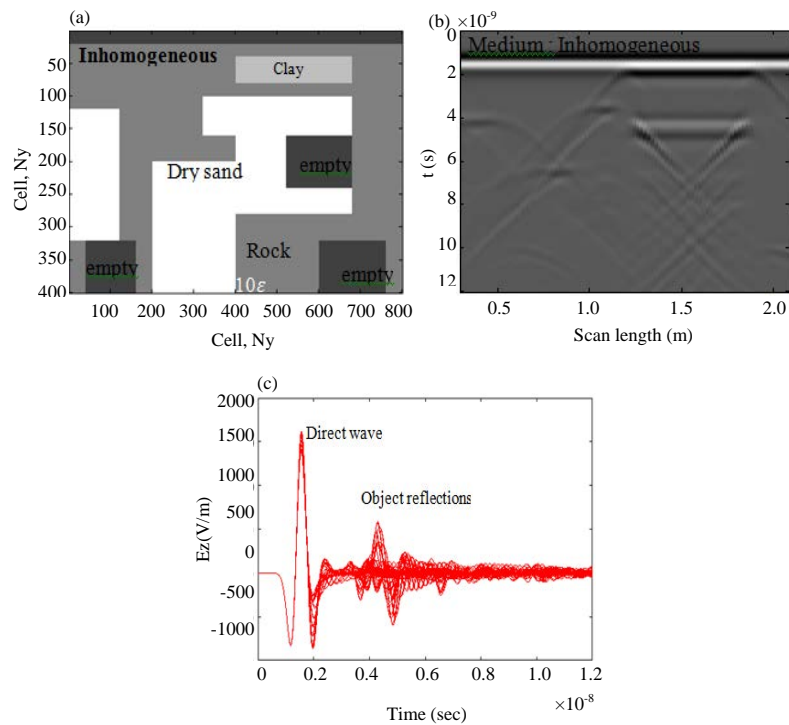 (a)
Inhomogeneous
Clay
Dry sand
empty
Rock
empty
empty
10ε
50
100
150
200
250
300
350
400
100 200 300 400 500 600 700 800
Cell, Ny
Cell, Ny
(b)
×10-9
Medium : Inhomogeneous
0
2
4
6
8
10
12
t (s)
0.5 1.0 1.5 2.0
Scan length (m)
(c)
2000
1500
1000
500
0
-500
-1000
Ez(V/m)
Direct wave
Object reflections
0 0.2 0.4 0.6 0.8 1.0 1.2
×10-8
Time (sec)